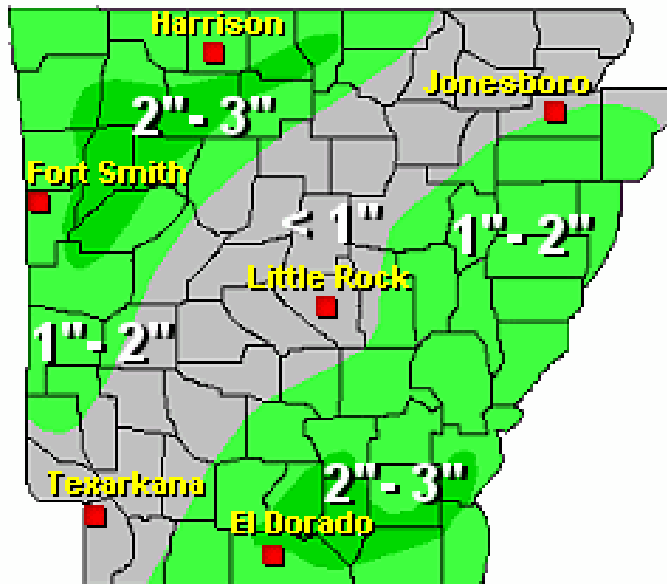 Harrison
Jonesboro
2"- 3"
Fort Smith
< 1"
1"- 2"
Little Rock
1"- 2"
Texarkana
2"- 3"
El Dorado